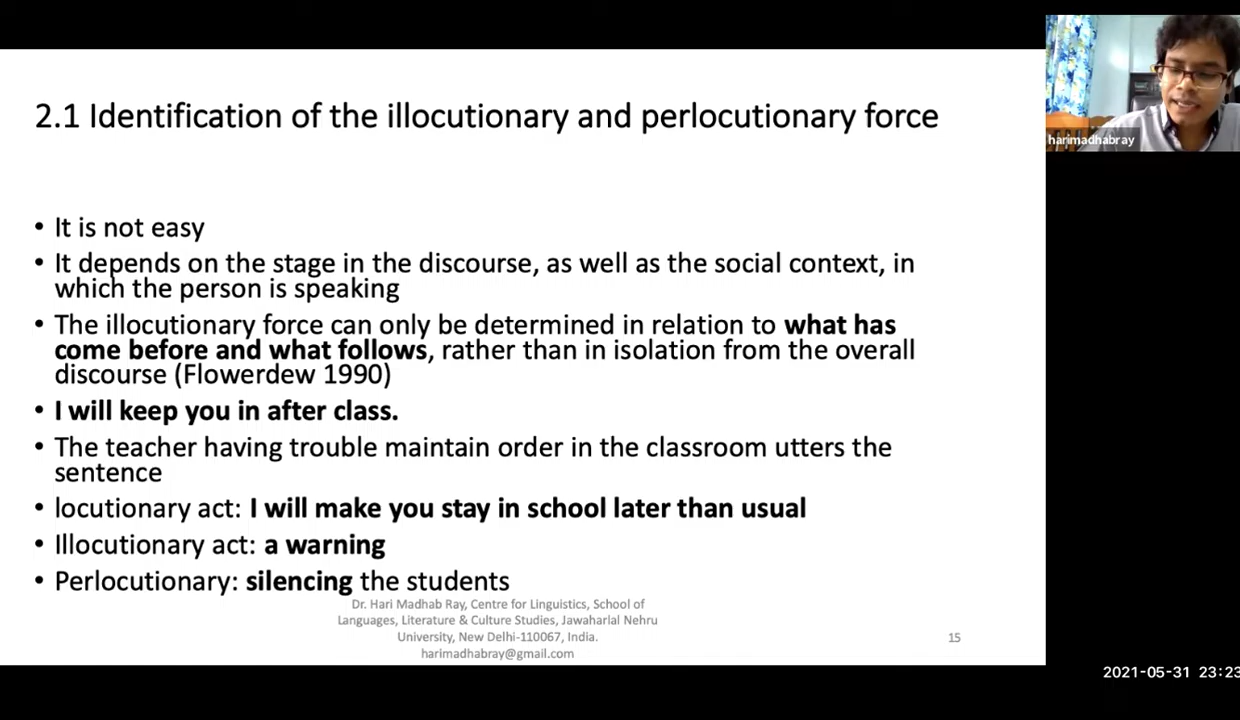 2.1 Identification of the illocutionary and perlocutionary force
harimadhabray
• It is not easy
• It depends on the stage in the discourse, as well as the social context, in
which the person is speaking
• The illocutionary force can only be determined in relation to what has
come before and what follows, rather than in isolation from the overall
discourse (Flowerdew 1990)
• I will keep you in after class.
• The teacher having trouble maintain order in the classroom utters the
sentence
• locutionary act: I will make you stay in school later than usual
• Illocutionary act: a warning
• Perlocutionary: silencing the students
Dr. Hari Madhab Ray, Centre for Linguistics, School of
Languages, Literature & Culture Studies, Jawaharlal Nehru
University, New Delhi-110067, India.
harimadhabray@gmail.com
15
2021-05-31 23:23